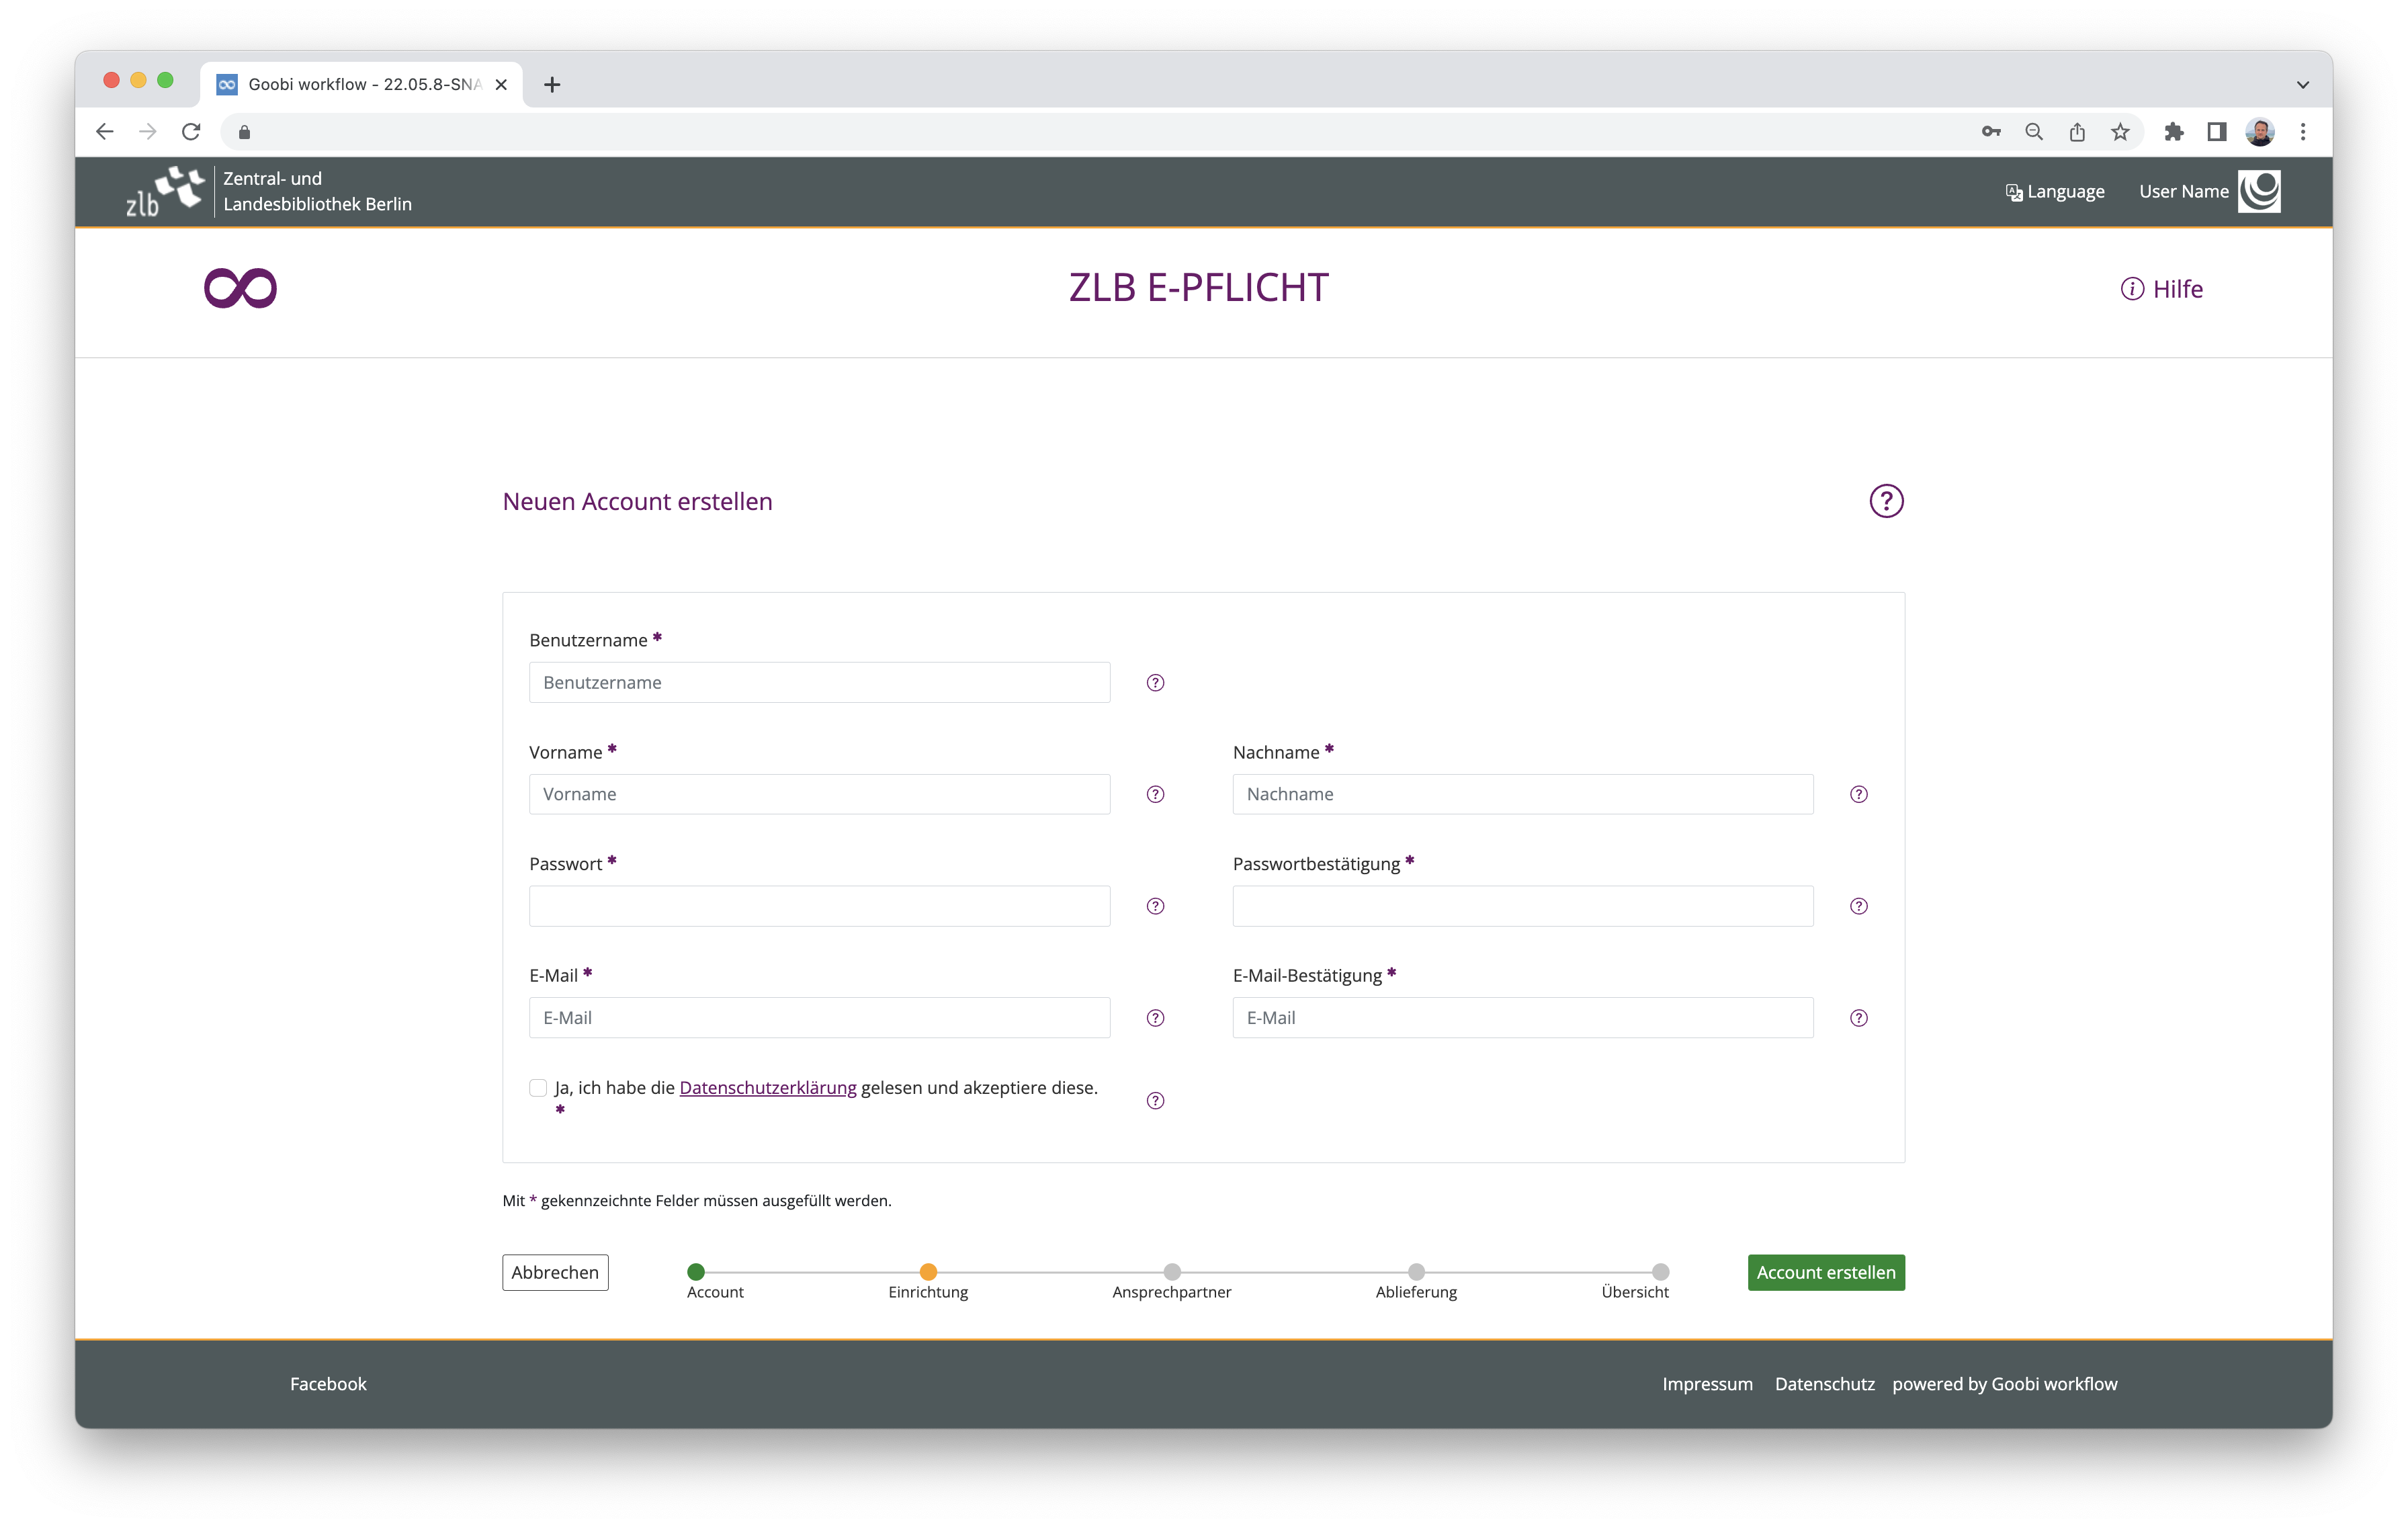 Goobi workflow - 22.05.8-SNA
zlb
Zentral- und
Landesbibliothek Berlin
Language
User Name
ZLB E-PFLICHT
Hilfe
Neuen Account erstellen
Benutzername *
Benutzername
Vorname *
Nachname *
Vorname
Nachname
Passwort *
Passwortbestätigung *
E-Mail *
E-Mail-Bestätigung *
E-Mail
E-Mail
Ja, ich habe die Datenschutzerklärung gelesen und akzeptiere diese.
*
Mit * gekennzeichnte Felder müssen ausgefüllt werden.
Abbrechen
Account
Einrichtung
Ansprechpartner
Ablieferung
Übersicht
Account erstellen
Facebook
Impressum
Datenschutz
powered by Goobi workflow